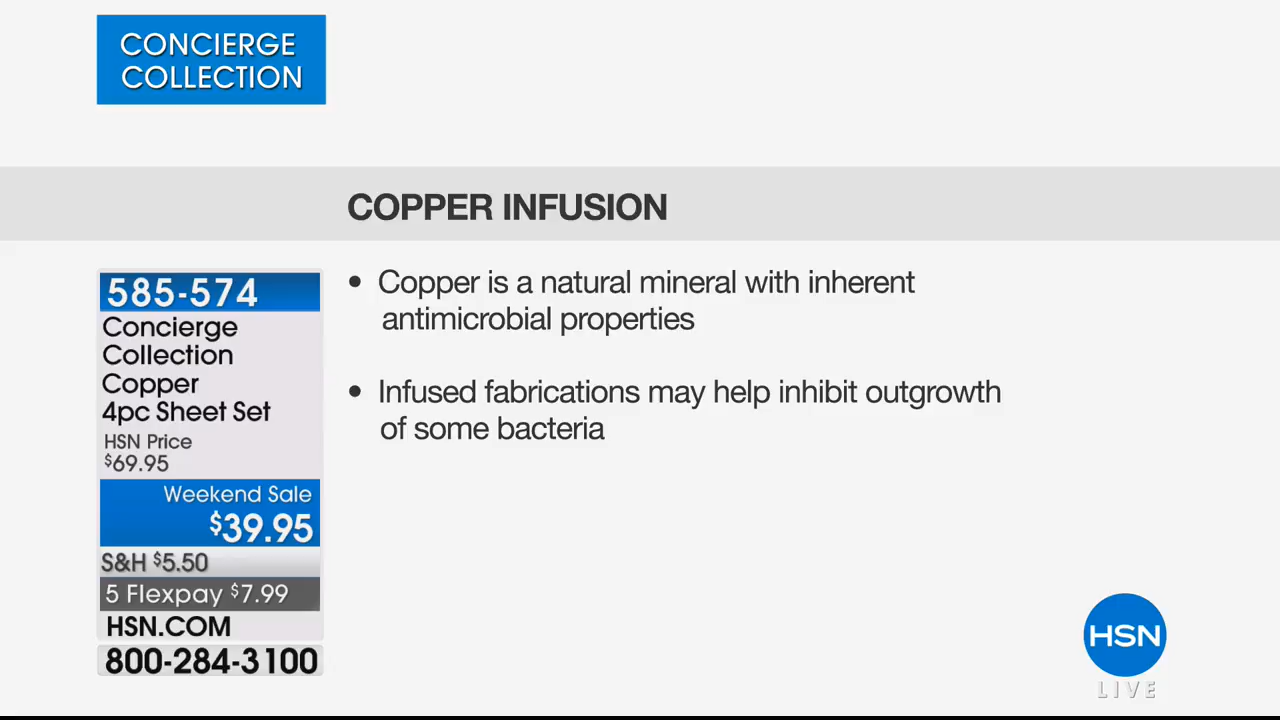 CONCIERGE
COLLECTION
COPPER INFUSION
585-574
Concierge
Collection
Copper
4pc Sheet Set
HSN Price
$69.95
Weekend Sale
$39.95
S&H $5.50
5 Flexpay $7.99
HSN.COM
800-284-3100
• Copper is a natural mineral with inherent
antimicrobial properties
• Infused fabrications may help inhibit outgrowth
of some bacteria
HSN
LIVE